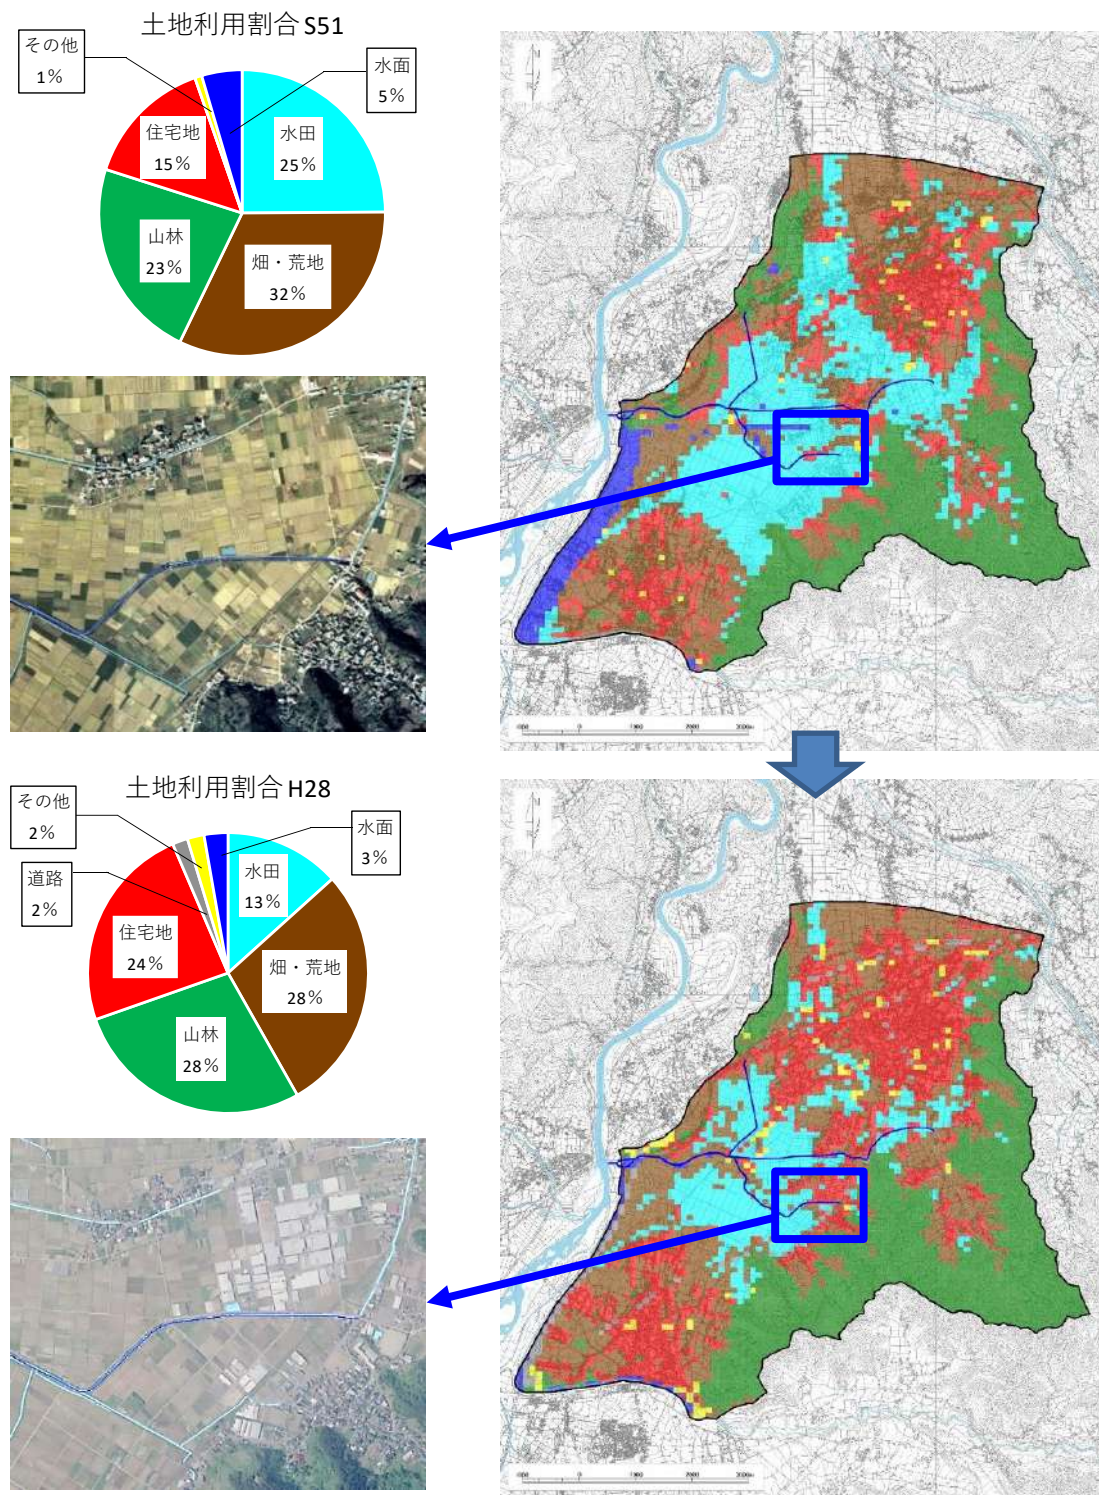 土地利用割合 S51
その他
1%
水面
5%
住宅地
15%
水田
25%
山林
23%
畑・荒地
32%
土地利用割合 H28
その他
2%
水面
3%
道路
2%
水田
13%
住宅地
24%
畑・荒地
28%
山林
28%